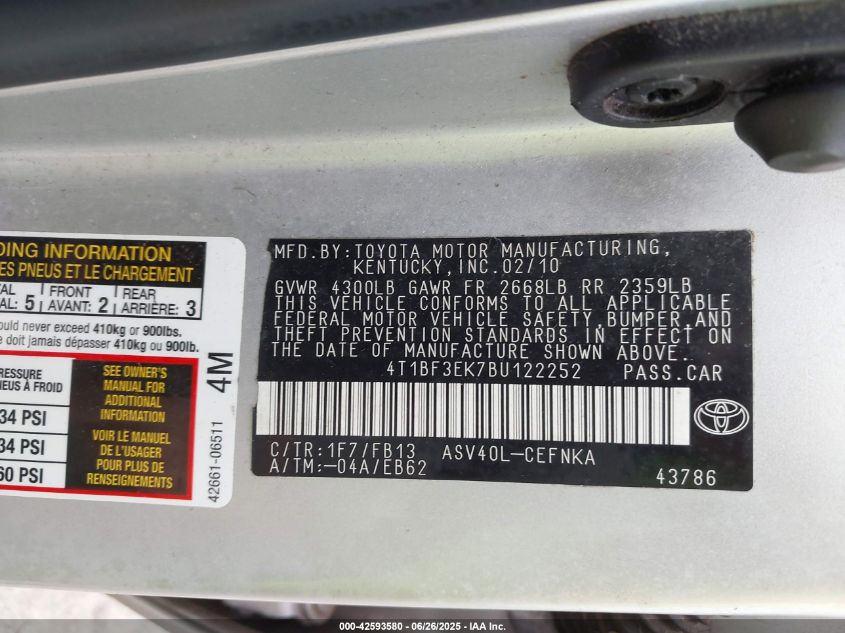 DING INFORMATION
ES PNEUS ET LE CHARGEMENT
TAL FRONT REAR
AL: 5 AVANT: 2 ARRIÈRE: 3
ould never exceed 410kg or 900lbs.
e doit jamais dépasser 410kg ou 900lb.
RESSURE
NEUS À FROID
34 PSI
34 PSI
60 PSI
SEE OWNER'S
MANUAL FOR
ADDITIONAL
INFORMATION
VOIR LE MANUEL
DE L'USAGER
POUR PLUS DE
RENSEIGNEMENTS
4M
42661-06511
MFD.BY:TOYOTA MOTOR MANUFACTURING,
KENTUCKY,INC.02/10
GVWR 4300LB GAWR FR 2668LB RR 2359LB
THIS VEHICLE CONFORMS TO ALL APPLICABLE
FEDERAL MOTOR VEHICLE SAFETY,BUMPER,AND
THEFT PREVENTION STANDARDS IN EFFECT ON
THE DATE OF MANUFACTURE SHOWN ABOVE.
4T1BF3EK7BU122252 PASS.CAR
C/TR:1F7/FB13 ASV40L-CEFNKA
A/TM:-04A/EB62
43786
TOYOTA
000-42593580 - 06/26/2025 - IAA Inc.